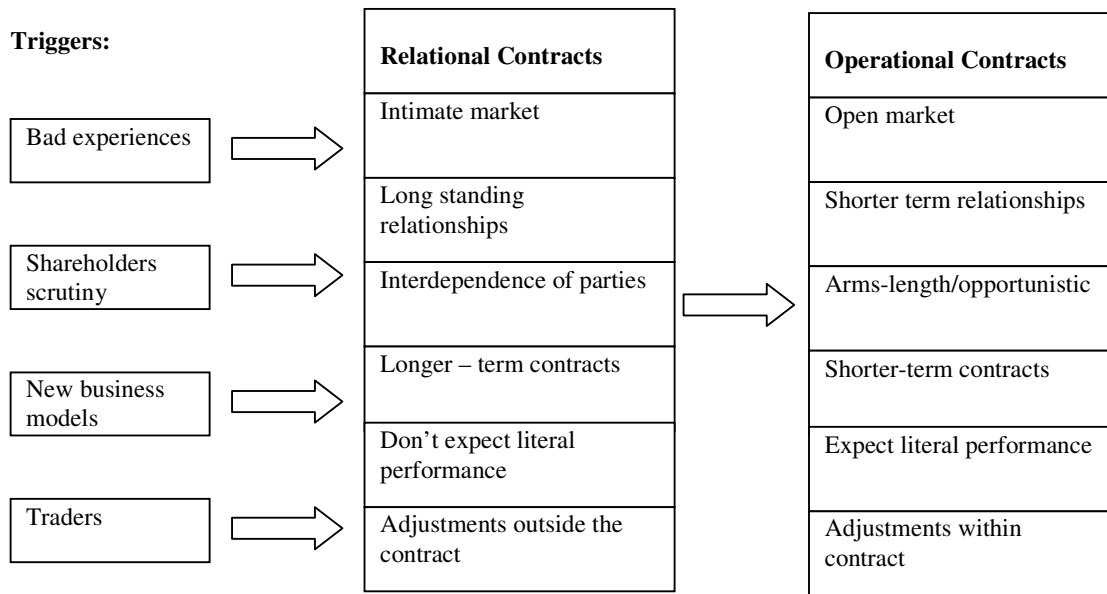 Triggers:
Bad experiences
Shareholders
scrutiny
New business
models
Traders
Relational Contracts
Intimate market
Long standing
relationships
Interdependence of parties
Longer – term contracts
Don’t expect literal
performance
Adjustments outside the
contract
Operational Contracts
Open market
Shorter term relationships
Arms-length/opportunistic
Shorter-term contracts
Expect literal performance
Adjustments within
contract